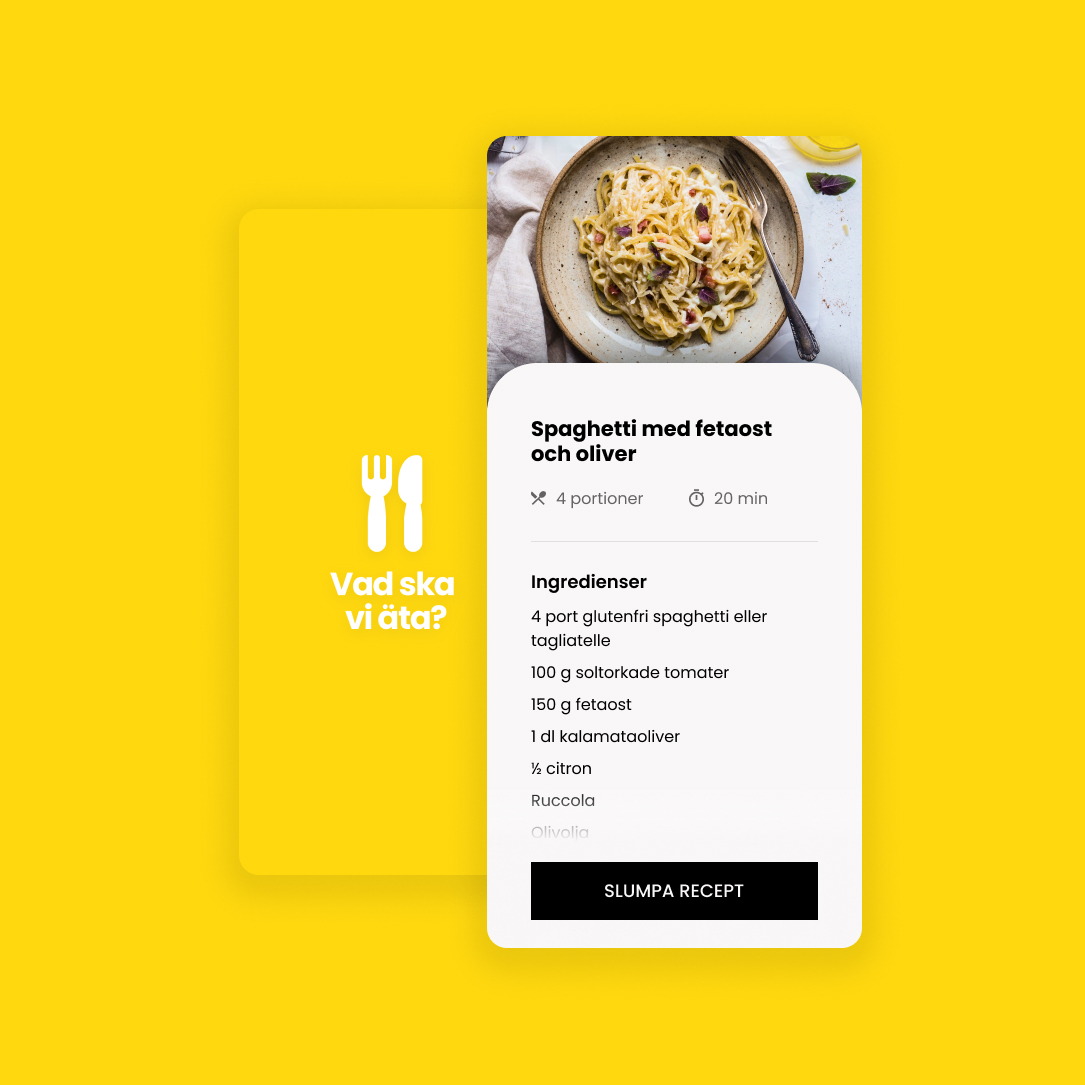 Vad ska
vi äta?
Spaghetti med fetaost
och oliver
4 portioner
20 min
Ingredienser
4 port glutenfri spaghetti eller
tagliatelle
100 g soltorkade tomater
150 g fetaost
1 dl kalamataoliver
½ citron
Ruccola
Olivolja
SLUMPA RECEPT